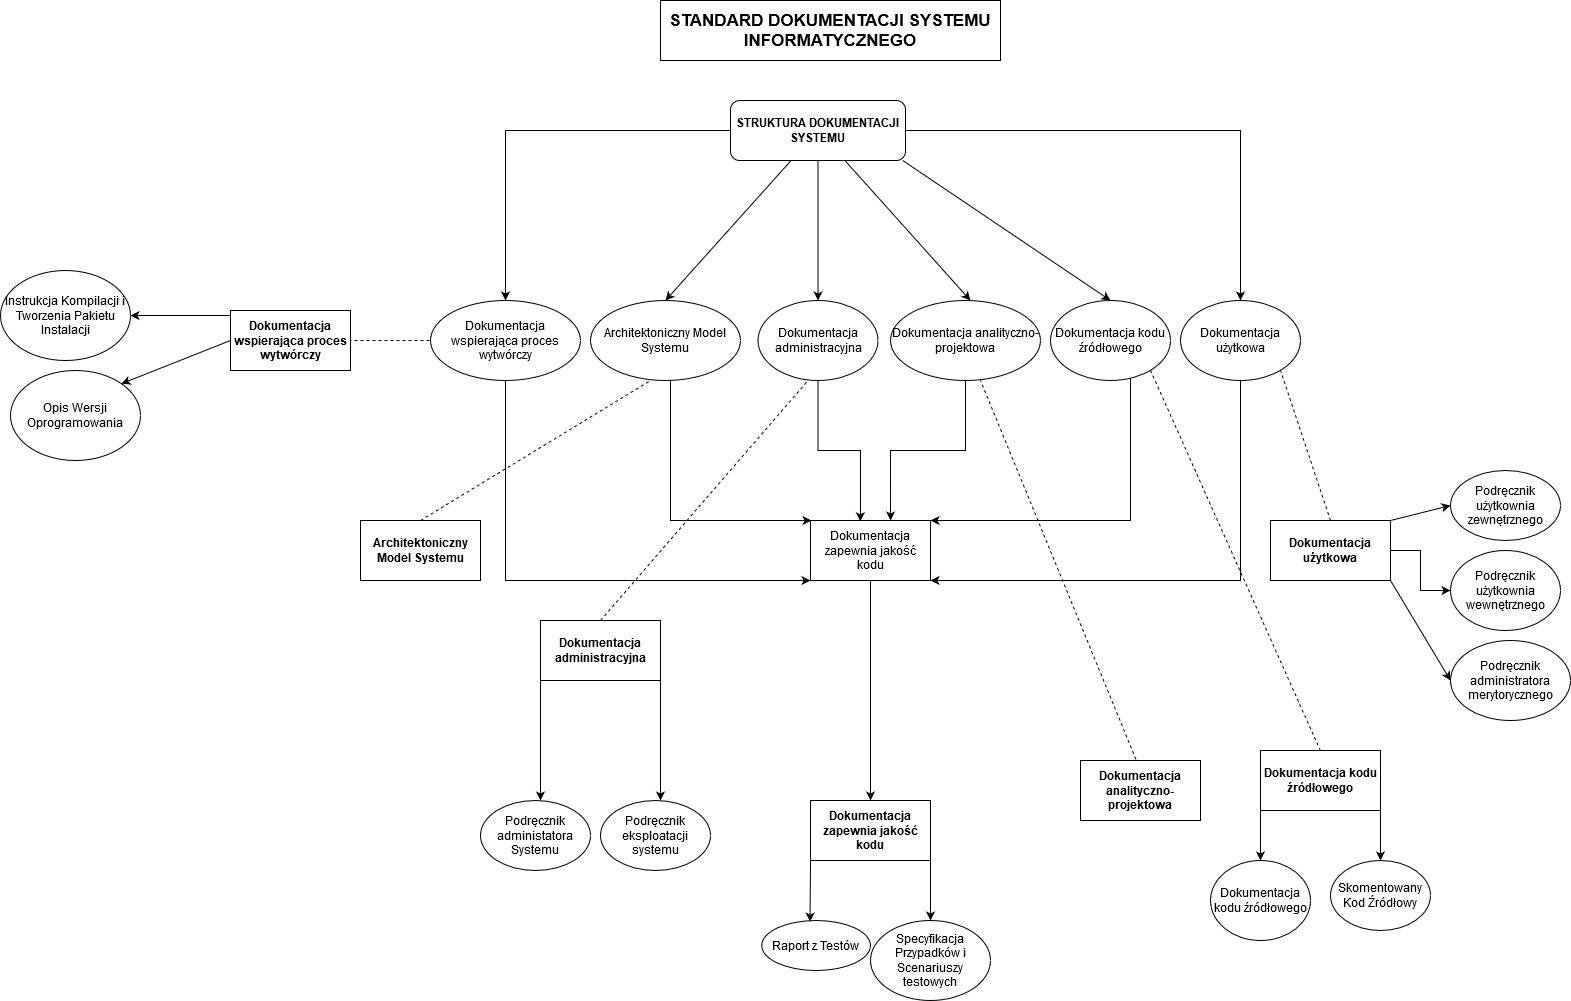 STANDARD DOKUMENTACJI SYSTEMU
INFORMATYCZNEGO
STRUKTURA DOKUMENTACJI
SYSTEMU
Instrukcja Kompilacji i
Tworzenia Pakietu
Instalacji
Opis Wersji
Oprogramowania
Dokumentacja
wspierająca proces
wytwórczy
Dokumentacja
wspierająca proces
wytwórczy
Architektoniczny Model
Systemu
Dokumentacja
administracyjna
Dokumentacja analityczno-
projektowa
Dokumentacja kodu
źródłowego
Dokumentacja
użytkowa
Architektoniczny
Model Systemu
Dokumentacja
zapewnia jakość
kodu
Dokumentacja
użytkowa
Podręcznik
użytkownia
zewnętrznego
Podręcznik
użytkownia
wewnętrznego
Podręcznik
administratora
merytorycznego
Dokumentacja
administracyjna
Podręcznik
administatora
Systemu
Podręcznik
eksploatacji
systemu
Dokumentacja
zapewnia jakość
kodu
Raport z Testów
Specyfikacja
Przypadków i
Scenariuszy
testowych
Dokumentacja
analityczno-
projektowa
Dokumentacja kodu
źródłowego
Dokumentacja
kodu źródłowego
Skomentowany
Kod Źródłowy